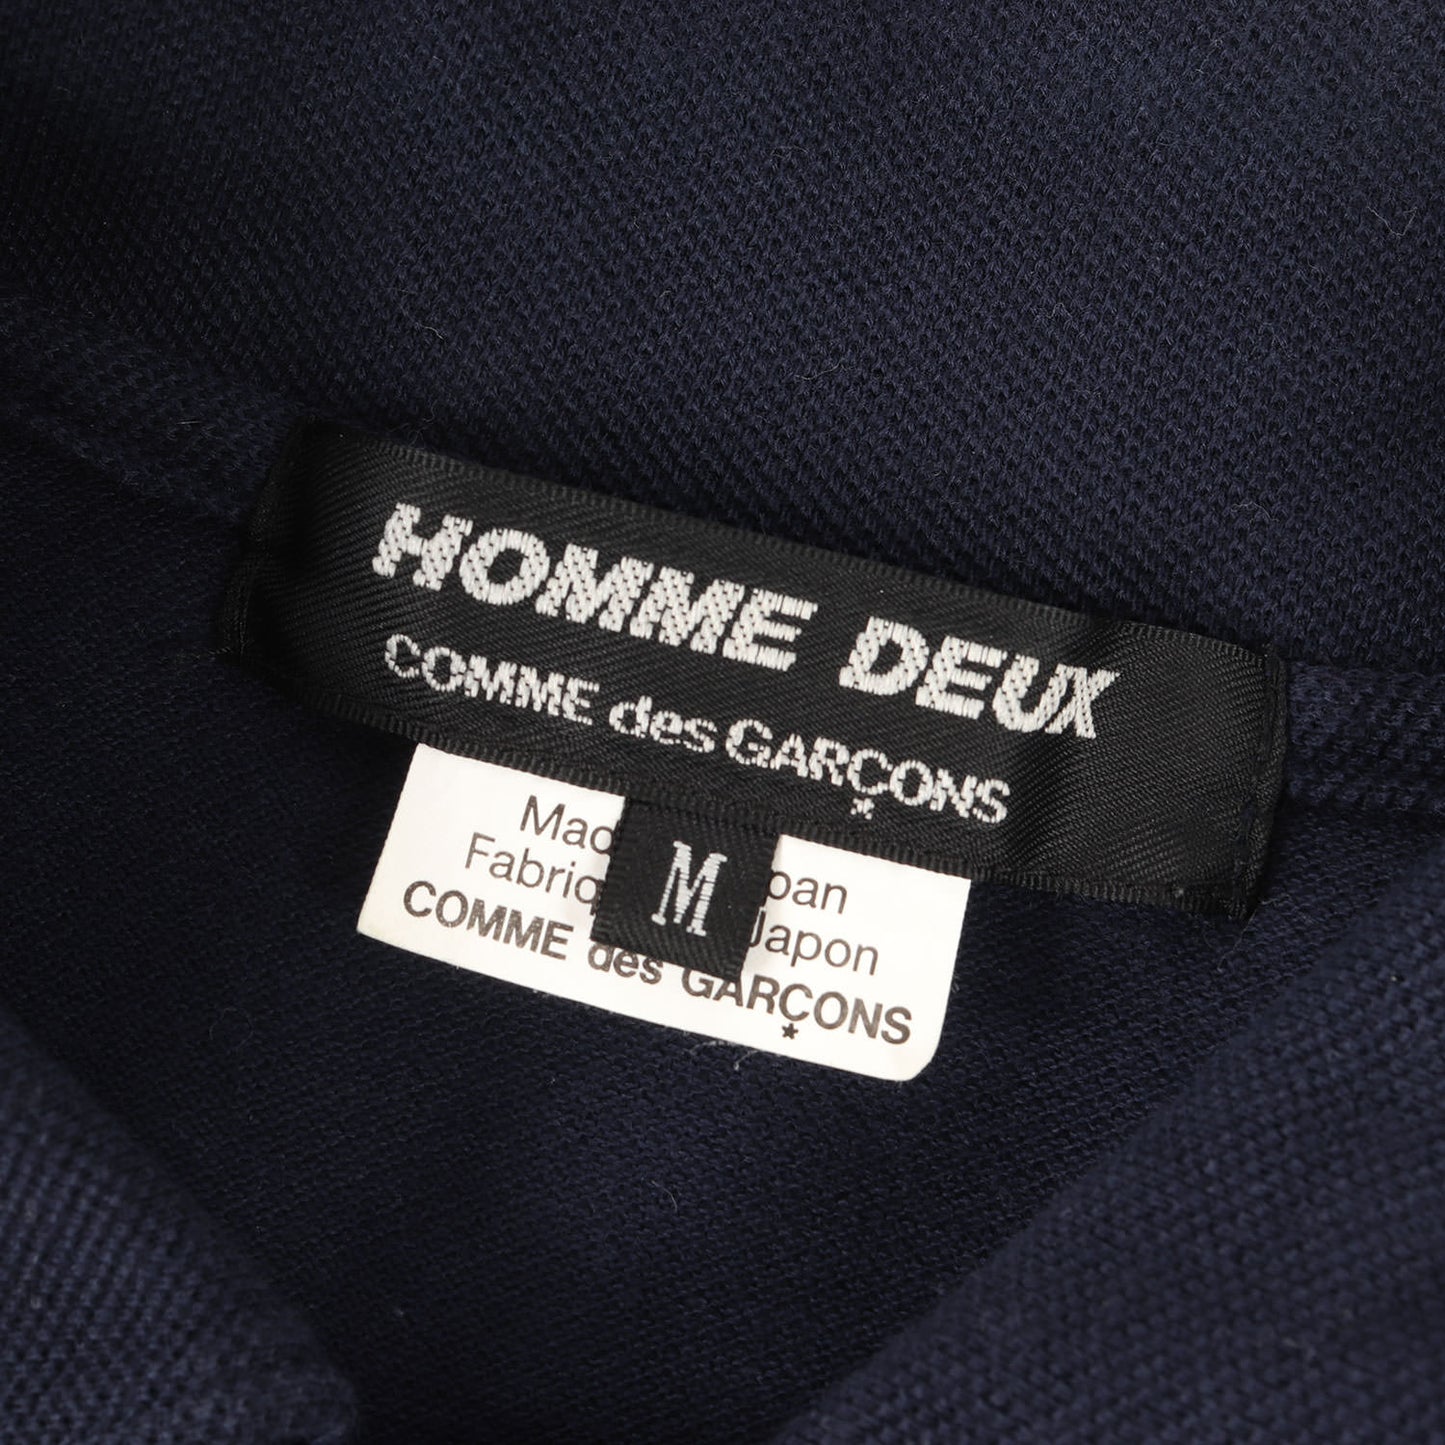 HOMME DEUX
COMME des GARÇONS
M
Mad pan
Fabriq Japon
COMME des GARÇONS